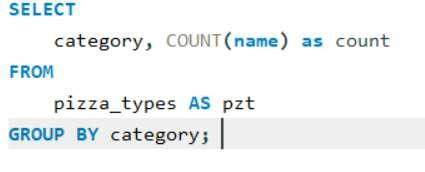 SELECT
    category, COUNT(name) as count
FROM
    pizza_types AS pzt
GROUP BY category;